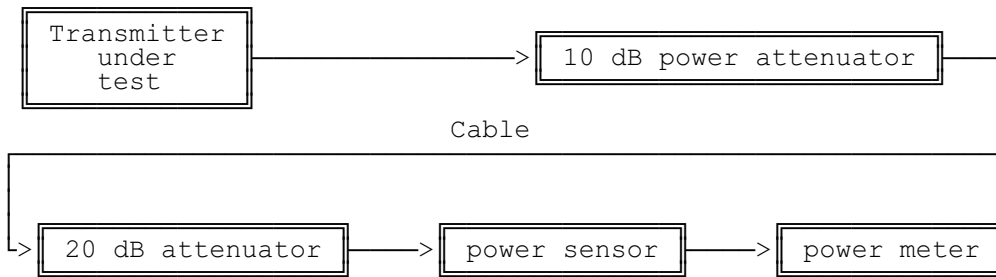 Transmitter
under
test
10 dB power attenuator
Cable
20 dB attenuator
power sensor
power meter